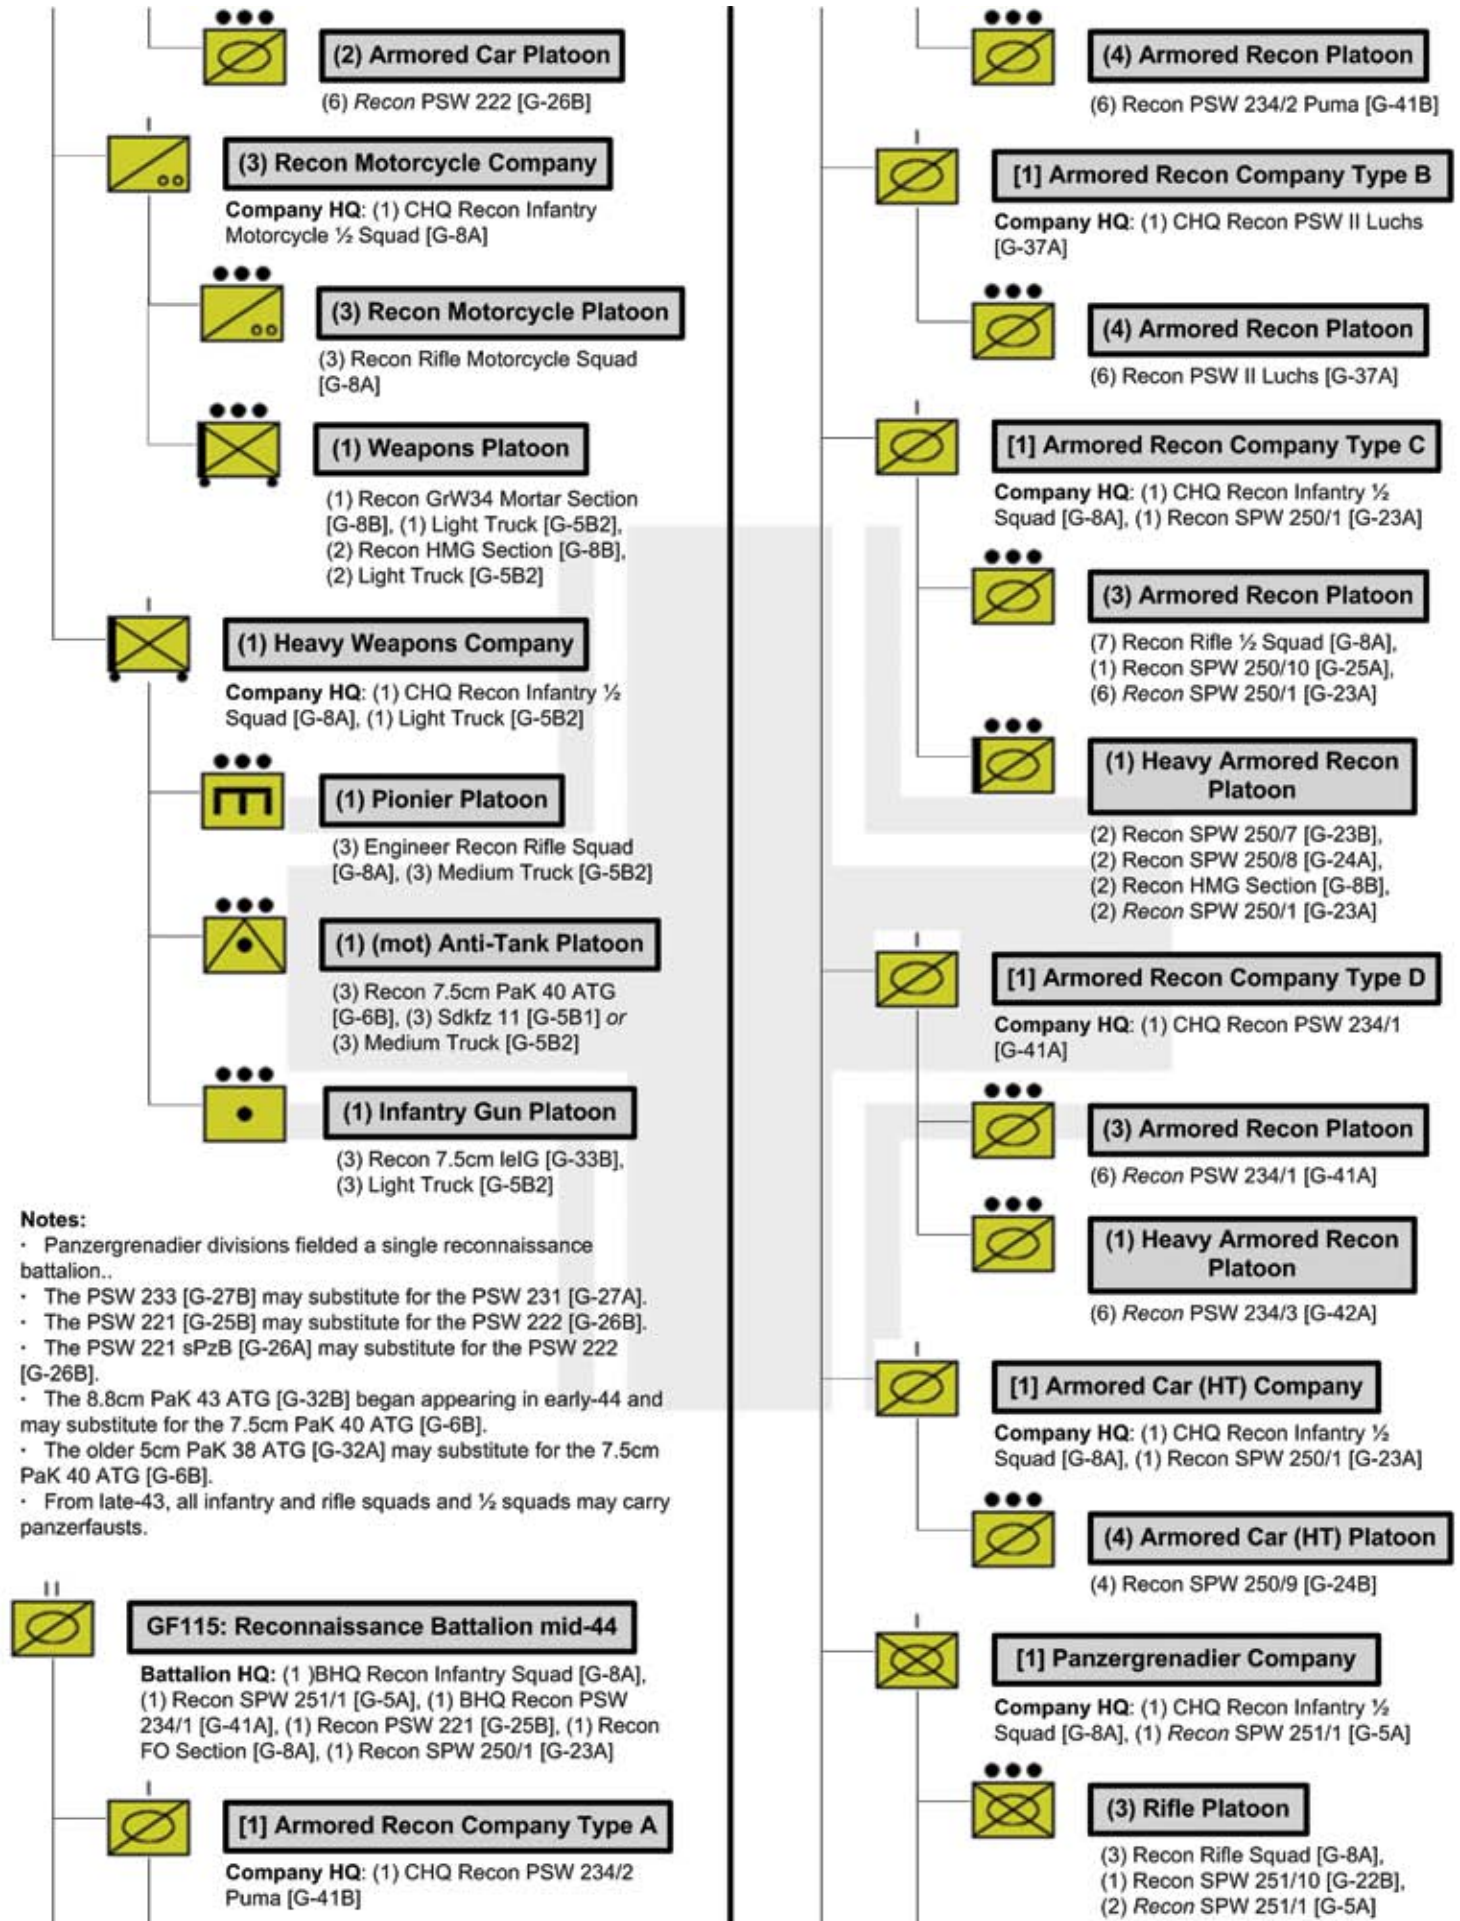 (2) Armored Car Platoon
(6) Recon PSW 222 [G-26B]
(3) Recon Motorcycle Company
Company HQ: (1) CHQ Recon Infantry
Motorcycle ½ Squad [G-8A]
(3) Recon Motorcycle Platoon
(3) Recon Rifle Motorcycle Squad
[G-8A]
(1) Weapons Platoon
(1) Recon GrW34 Mortar Section
[G-8B], (1) Light Truck [G-5B2],
(2) Recon HMG Section [G-8B],
(2) Light Truck [G-5B2]
(1) Heavy Weapons Company
Company HQ: (1) CHQ Recon Infantry ½
Squad [G-8A], (1) Light Truck [G-5B2]
(1) Pionier Platoon
(3) Engineer Recon Rifle Squad
[G-8A], (3) Medium Truck [G-5B2]
(1) (mot) Anti-Tank Platoon
(3) Recon 7.5cm PaK 40 ATG
[G-6B], (3) Sdkfz 11 [G-5B1] or
(3) Medium Truck [G-5B2]
(1) Infantry Gun Platoon
(3) Recon 7.5cm leIG [G-33B],
(3) Light Truck [G-5B2]
Notes:
· Panzergrenadier divisions fielded a single reconnaissance
battalion..
· The PSW 233 [G-27B] may substitute for the PSW 231 [G-27A].
· The PSW 221 [G-25B] may substitute for the PSW 222 [G-26B].
· The PSW 221 sPzB [G-26A] may substitute for the PSW 222
[G-26B].
· The 8.8cm PaK 43 ATG [G-32B] began appearing in early-44 and
may substitute for the 7.5cm PaK 40 ATG [G-6B].
· The older 5cm PaK 38 ATG [G-32A] may substitute for the 7.5cm
PaK 40 ATG [G-6B].
· From late-43, all infantry and rifle squads and ½ squads may carry
panzerfausts.
GF115: Reconnaissance Battalion mid-44
Battalion HQ: (1 )BHQ Recon Infantry Squad [G-8A],
(1) Recon SPW 251/1 [G-5A], (1) BHQ Recon PSW
234/1 [G-41A], (1) Recon PSW 221 [G-25B], (1) Recon
FO Section [G-8A], (1) Recon SPW 250/1 [G-23A]
[1] Armored Recon Company Type A
Company HQ: (1) CHQ Recon PSW 234/2
Puma [G-41B]
(4) Armored Recon Platoon
(6) Recon PSW 234/2 Puma [G-41B]
[1] Armored Recon Company Type B
Company HQ: (1) CHQ Recon PSW II Luchs
[G-37A]
(4) Armored Recon Platoon
(6) Recon PSW II Luchs [G-37A]
[1] Armored Recon Company Type C
Company HQ: (1) CHQ Recon Infantry ½
Squad [G-8A], (1) Recon SPW 250/1 [G-23A]
(3) Armored Recon Platoon
(7) Recon Rifle ½ Squad [G-8A],
(1) Recon SPW 250/10 [G-25A],
(6) Recon SPW 250/1 [G-23A]
(1) Heavy Armored Recon
Platoon
(2) Recon SPW 250/7 [G-23B],
(2) Recon SPW 250/8 [G-24A],
(2) Recon HMG Section [G-8B],
(2) Recon SPW 250/1 [G-23A]
[1] Armored Recon Company Type D
Company HQ: (1) CHQ Recon PSW 234/1
[G-41A]
(3) Armored Recon Platoon
(6) Recon PSW 234/1 [G-41A]
(1) Heavy Armored Recon
Platoon
(6) Recon PSW 234/3 [G-42A]
[1] Armored Car (HT) Company
Company HQ: (1) CHQ Recon Infantry ½
Squad [G-8A], (1) Recon SPW 250/1 [G-23A]
(4) Armored Car (HT) Platoon
(4) Recon SPW 250/9 [G-24B]
[1] Panzergrenadier Company
Company HQ: (1) CHQ Recon Infantry ½
Squad [G-8A], (1) Recon SPW 251/1 [G-5A]
(3) Rifle Platoon
(3) Recon Rifle Squad [G-8A],
(1) Recon SPW 251/10 [G-22B],
(2) Recon SPW 251/1 [G-5A]